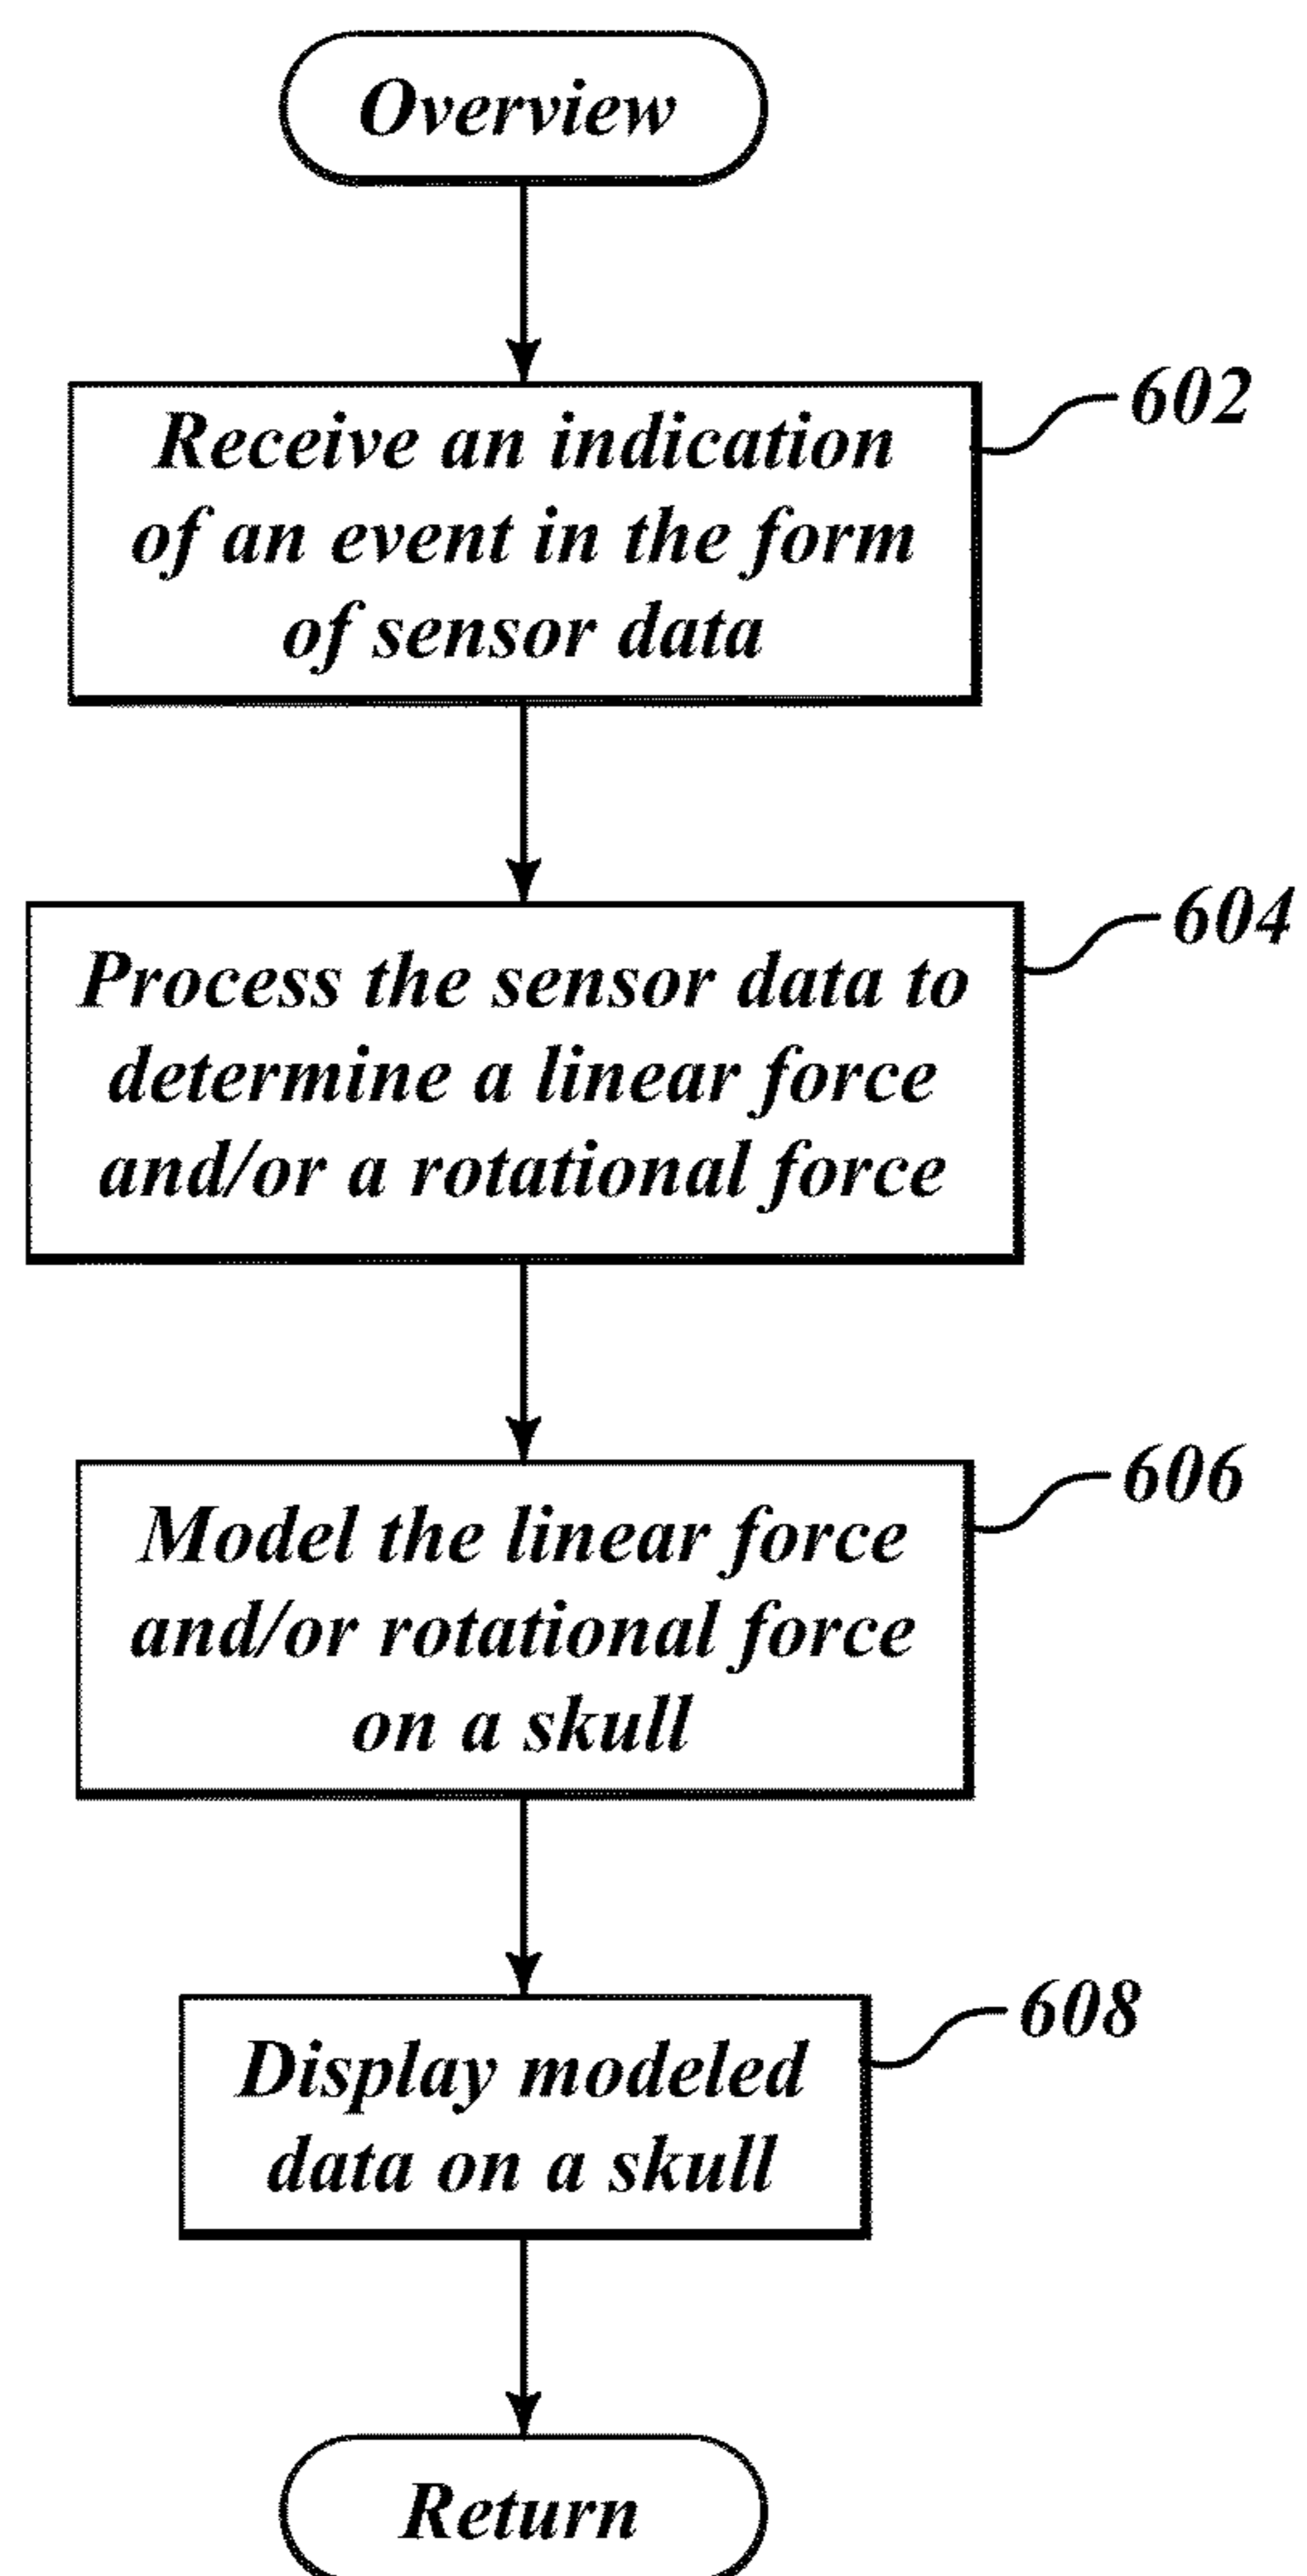 Overview
Receive an indication
of an event in the form
of sensor data
602
Process the sensor data to
determine a linear force
and/or a rotational force
604
Model the linear force
and/or rotational force
on a skull
606
Display modeled
data on a skull
608
Return